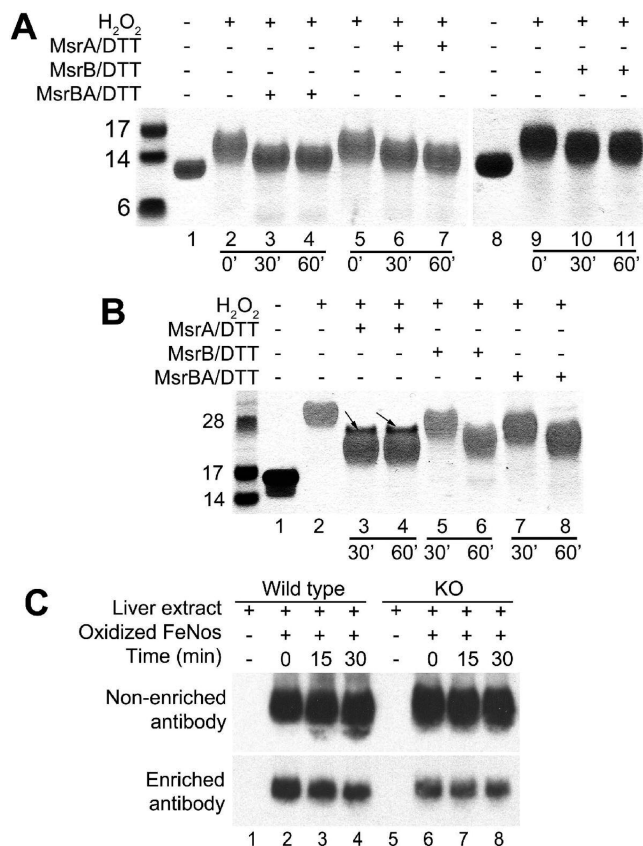 A
H2O2 - + + + + + + - + + +
MsrA/DTT - - - - - + + - - - -
MsrB/DTT - - - - - - - - - + +
MsrBA/DTT - - + + - - - - - - -
17
14
6
1 2 3 4 5 6 7 8 9 10 11
0' 30' 60' 0' 30' 60' 0' 30' 60'
B
H2O2 - + + + + + + +
MsrA/DTT - - + + - - - -
MsrB/DTT - - - - + + - -
MsrBA/DTT - - - - - - + +
28
17
14
1 2 3 4 5 6 7 8
30' 60' 30' 60' 30' 60'
C
Wild type KO
Liver extract + + + + + + + +
Oxidized FeNos - + + + - + + +
Time (min) - 0 15 30 - 0 15 30
Non-enriched
antibody
Enriched
antibody
1 2 3 4 5 6 7 8